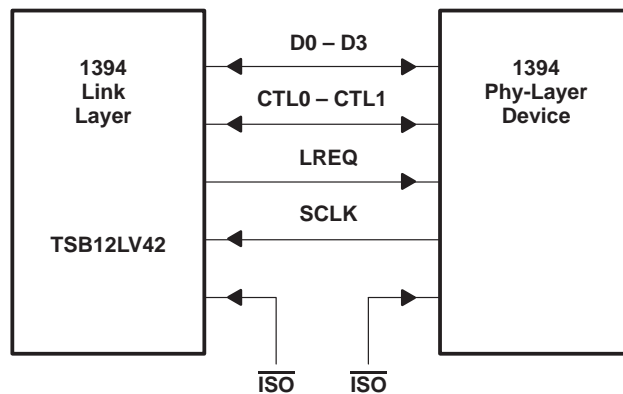 1394
Link
Layer
TSB12LV42
D0 – D3
CTL0 – CTL1
LREQ
SCLK
1394
Phy-Layer
Device
ISO
ISO